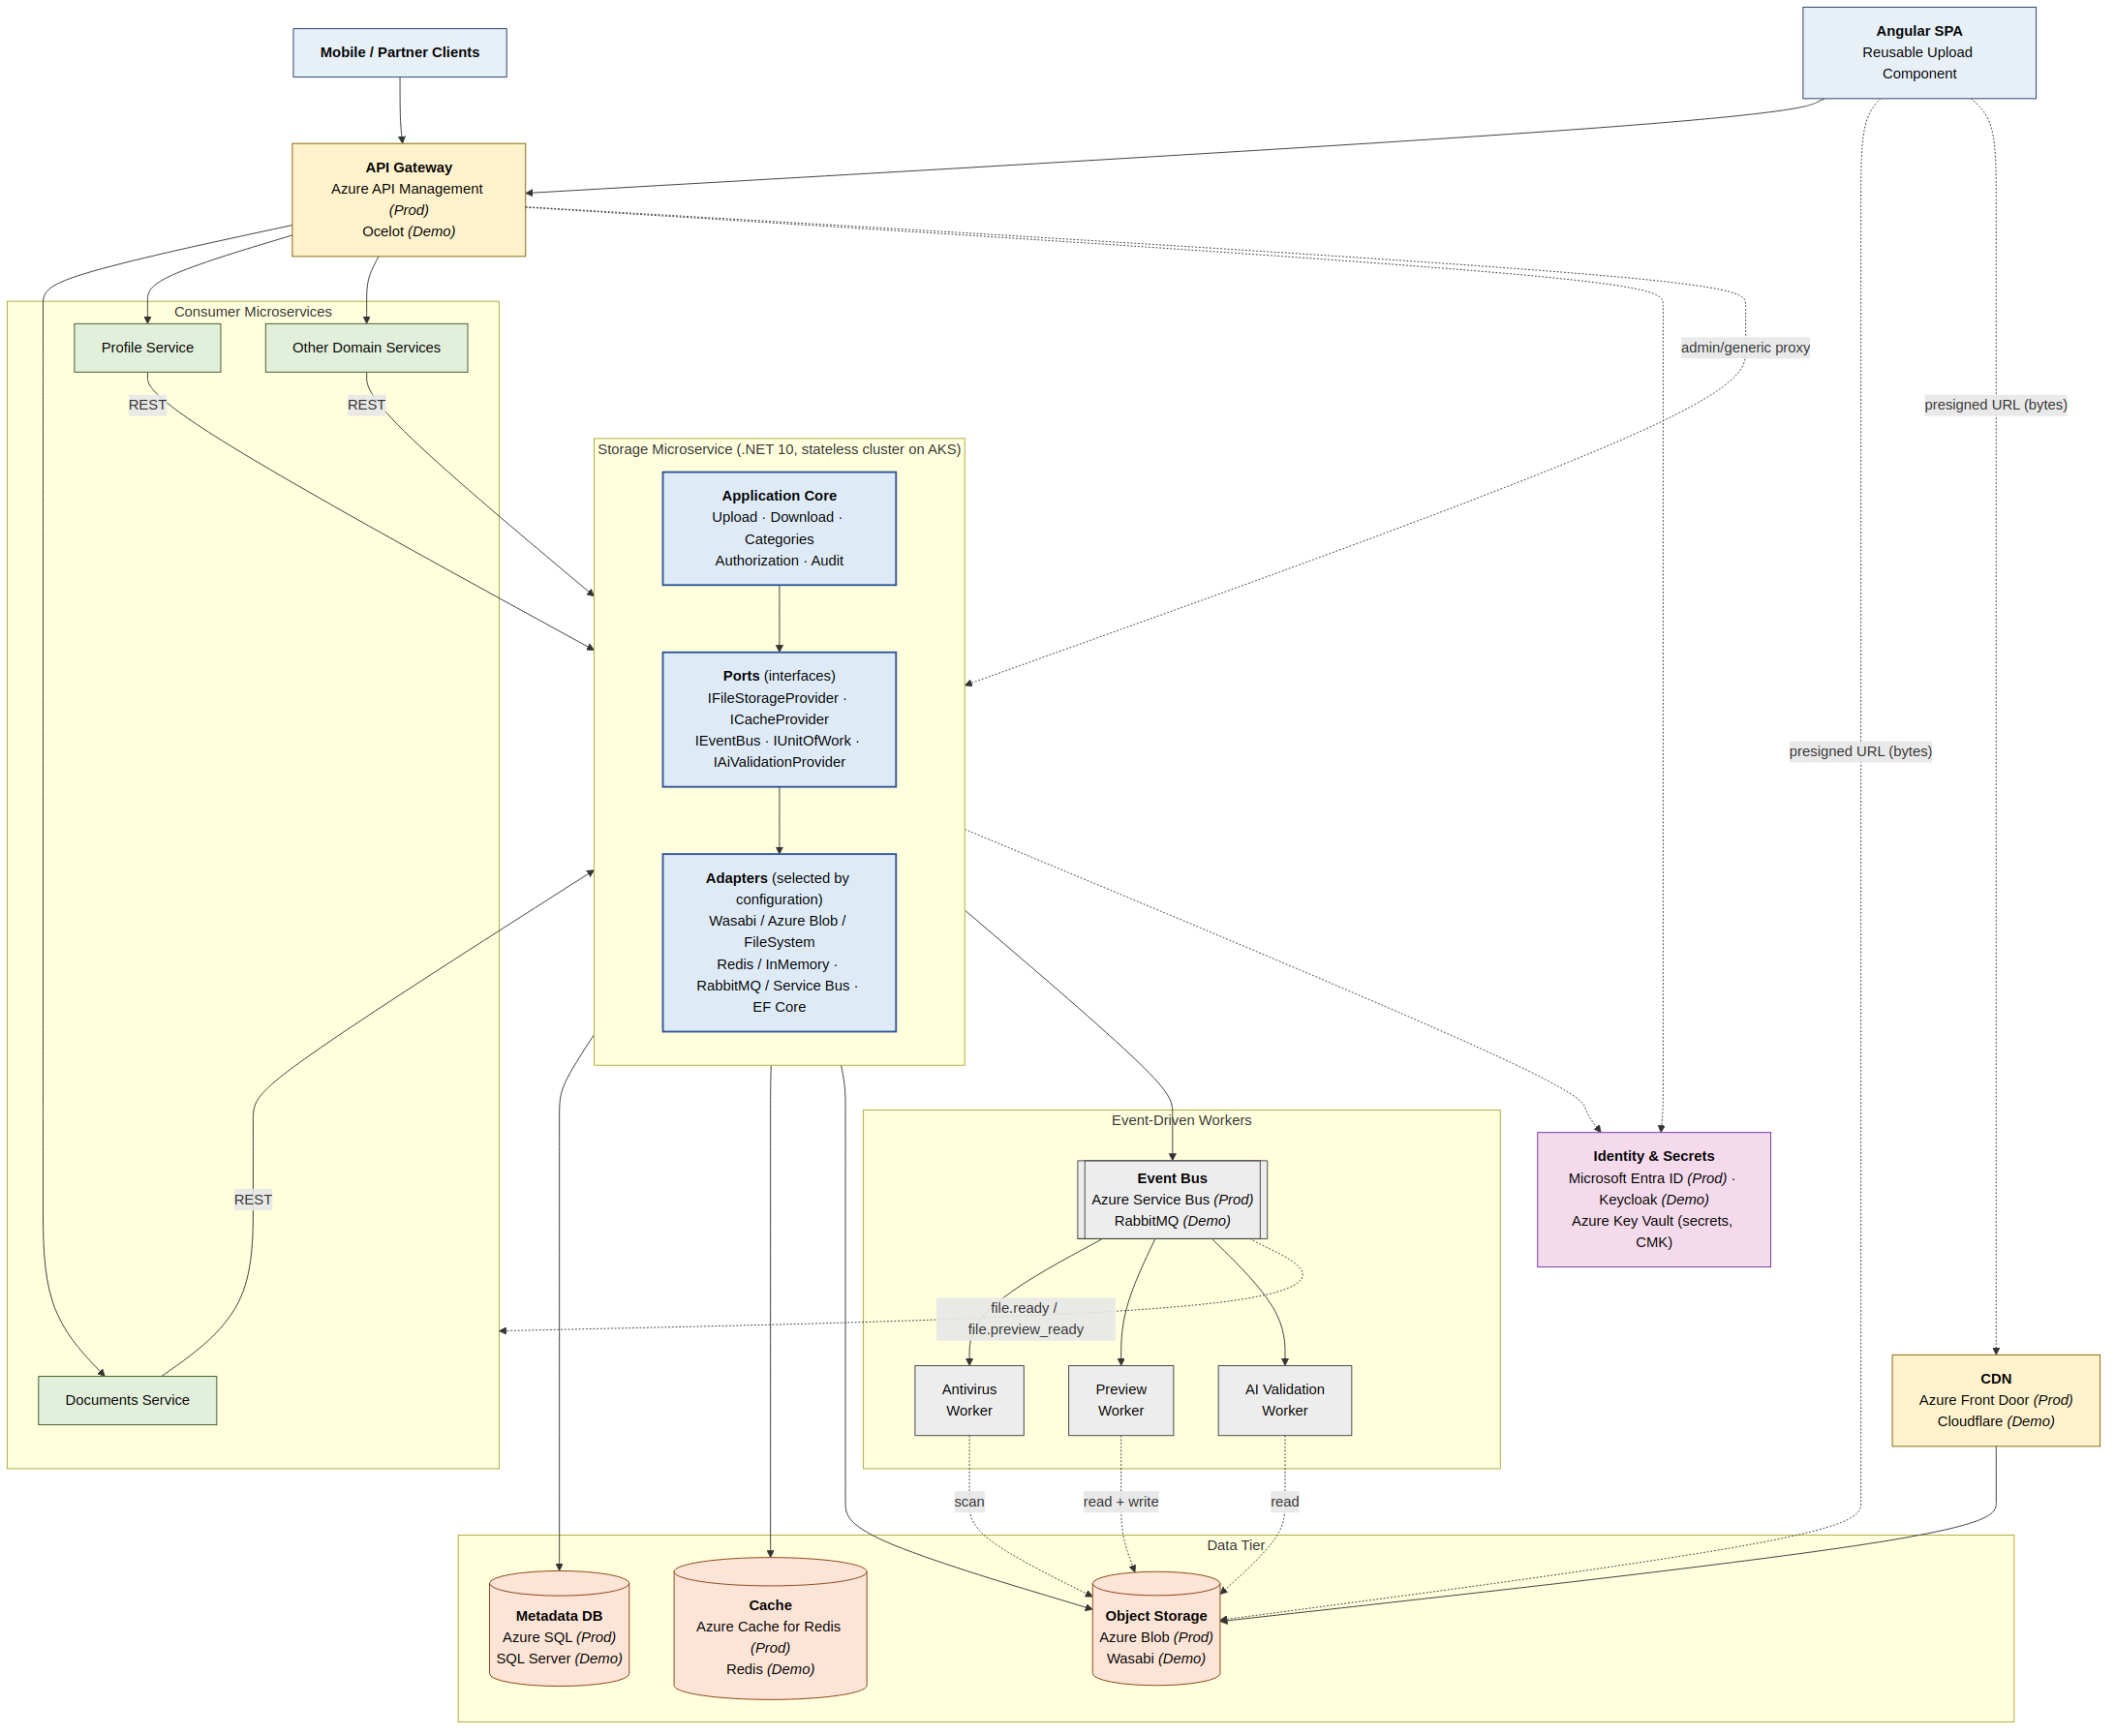 Mobile / Partner Clients
Angular SPA
Reusable Upload
Component
API Gateway
Azure API Management
(Prod)
Ocelot (Demo)
Consumer Microservices
Profile Service
Other Domain Services
admin/generic proxy
REST
REST
presigned URL (bytes)
Storage Microservice (.NET 10, stateless cluster on AKS)
Application Core
Upload · Download ·
Categories
Authorization · Audit
Ports (interfaces)
IFileStorageProvider ·
ICacheProvider
IEventBus · IUnitOfWork ·
IAiValidationProvider
presigned URL (bytes)
Adapters (selected by
configuration)
Wasabi / Azure Blob /
FileSystem
Redis / InMemory ·
RabbitMQ / Service Bus ·
EF Core
Event-Driven Workers
Event Bus
Azure Service Bus (Prod)
RabbitMQ (Demo)
Identity & Secrets
Microsoft Entra ID (Prod) ·
Keycloak (Demo)
Azure Key Vault (secrets,
CMK)
REST
file.ready /
file.preview_ready
Documents Service
Antivirus
Worker
Preview
Worker
AI Validation
Worker
CDN
Azure Front Door (Prod)
Cloudflare (Demo)
scan
read + write
read
Data Tier
Metadata DB
Azure SQL (Prod)
SQL Server (Demo)
Cache
Azure Cache for Redis
(Prod)
Redis (Demo)
Object Storage
Azure Blob (Prod)
Wasabi (Demo)